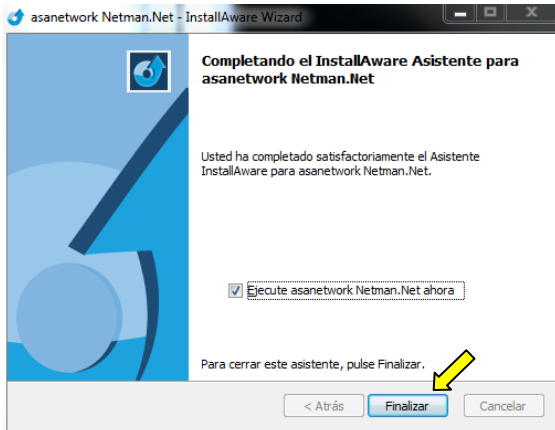 asanetwork Netman.Net - InstallAware Wizard
Completando el InstallAware Asistente para
asanetwork Netman.Net
Usted ha completado satisfactoriamente el Asistente
InstallAware para asanetwork Netman.Net.
Ejecute asanetwork Netman.Net ahora
Para cerrar este asistente, pulse Finalizar.
< Atrás Finalizar Cancelar